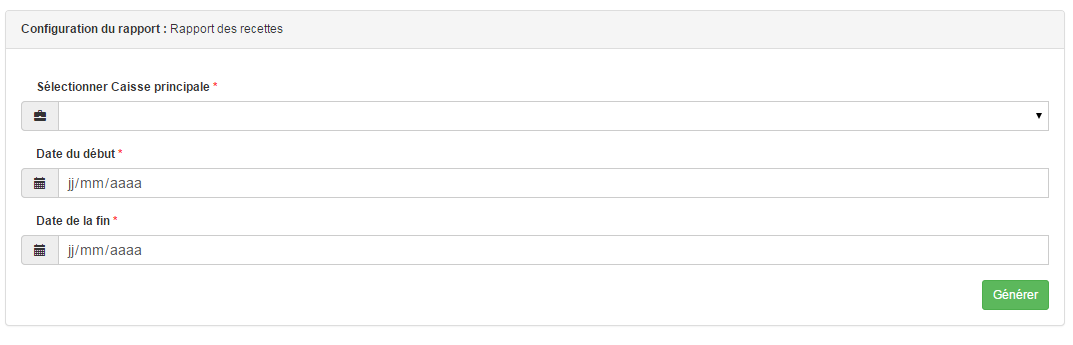 Configuration du rapport : Rapport des recettes
Sélectionner Caisse principale *
Date du début *
jj/mm/aaaa
Date de la fin *
jj/mm/aaaa
Générer